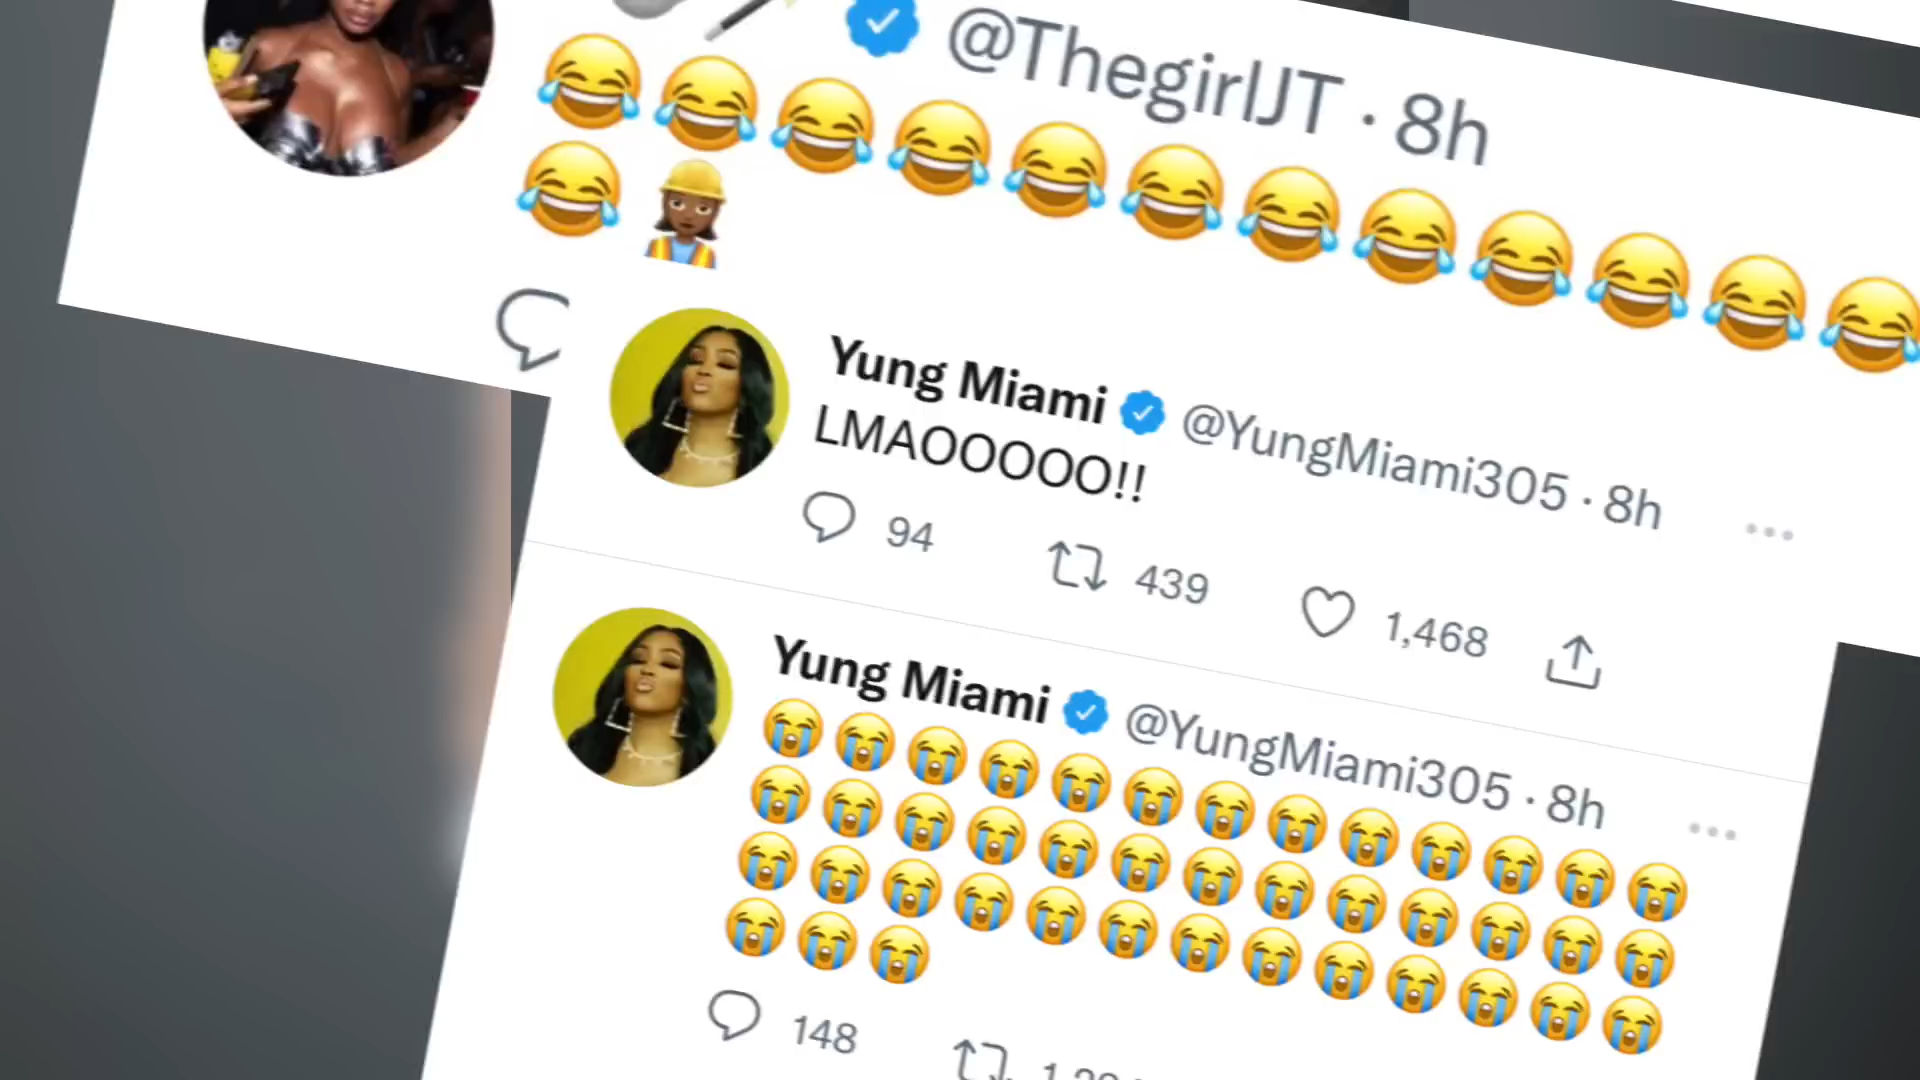 @ThegirlJT · 8h
😂😂😂😂😂😂😂😂😂😂😂😂
😂 👷🏾‍♀️
Yung Miami @YungMiami305 · 8h
LMAOOOOO!!
94 439 1,468
Yung Miami @YungMiami305 · 8h
😭😭😭😭😭😭😭😭😭😭😭😭😭
😭😭😭😭😭😭😭😭😭😭😭😭😭
😭😭😭😭😭😭😭😭😭😭😭😭😭
😭😭😭
148